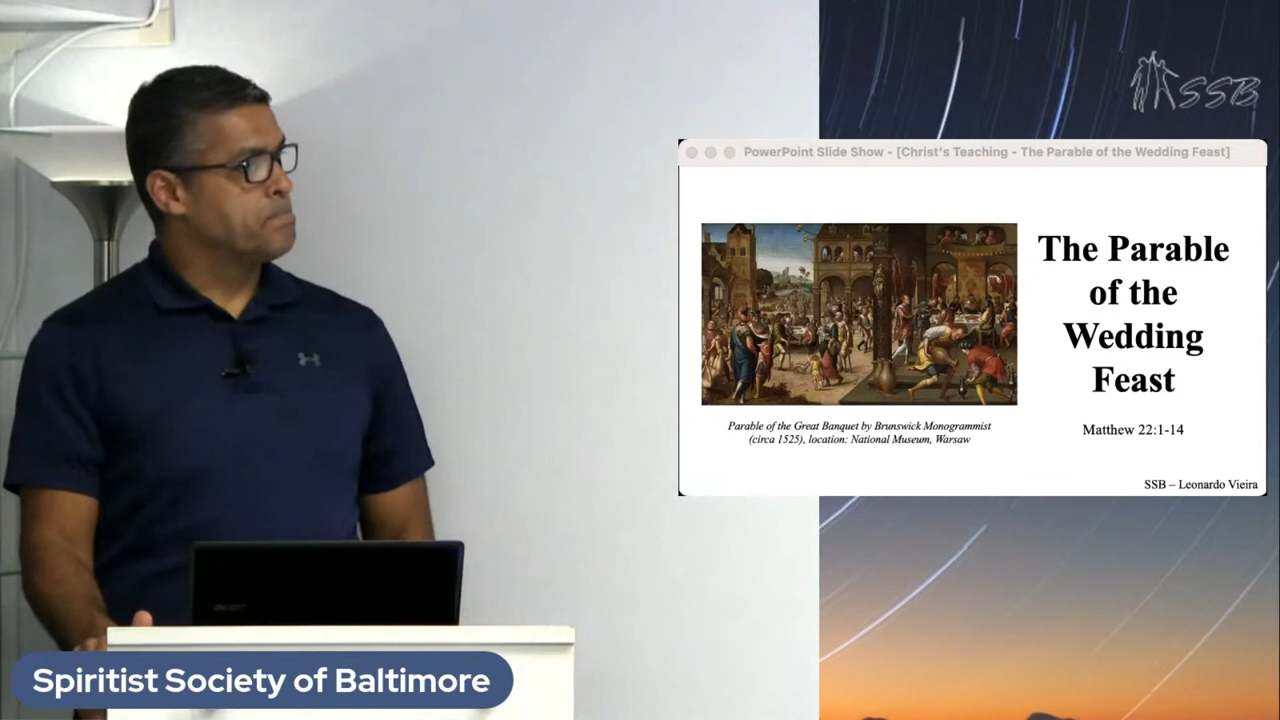 SSB
PowerPoint Slide Show - [Christ's Teaching - The Parable of the Wedding Feast]
The Parable
of the
Wedding
Feast
Matthew 22:1-14
Parable of the Great Banquet by Brunswick Monogrammist
(circa 1525), location: National Museum, Warsaw
SSB – Leonardo Vieira
acer
Spiritist Society of Baltimore